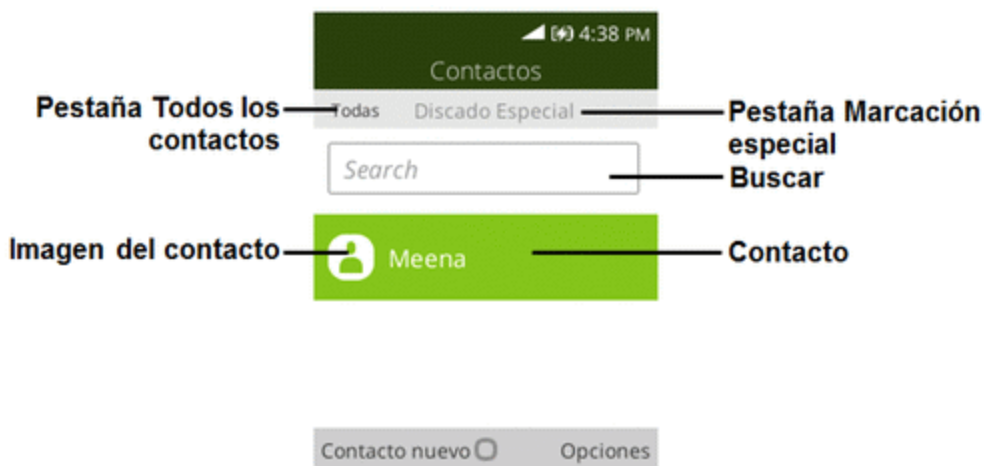 4:38 PM
Contactos
Pestaña Todos los
contactos
Todas
Discado Especial
Pestaña Marcación
especial
Search
Buscar
Imagen del contacto
Meena
Contacto
Contacto nuevo
Opciones